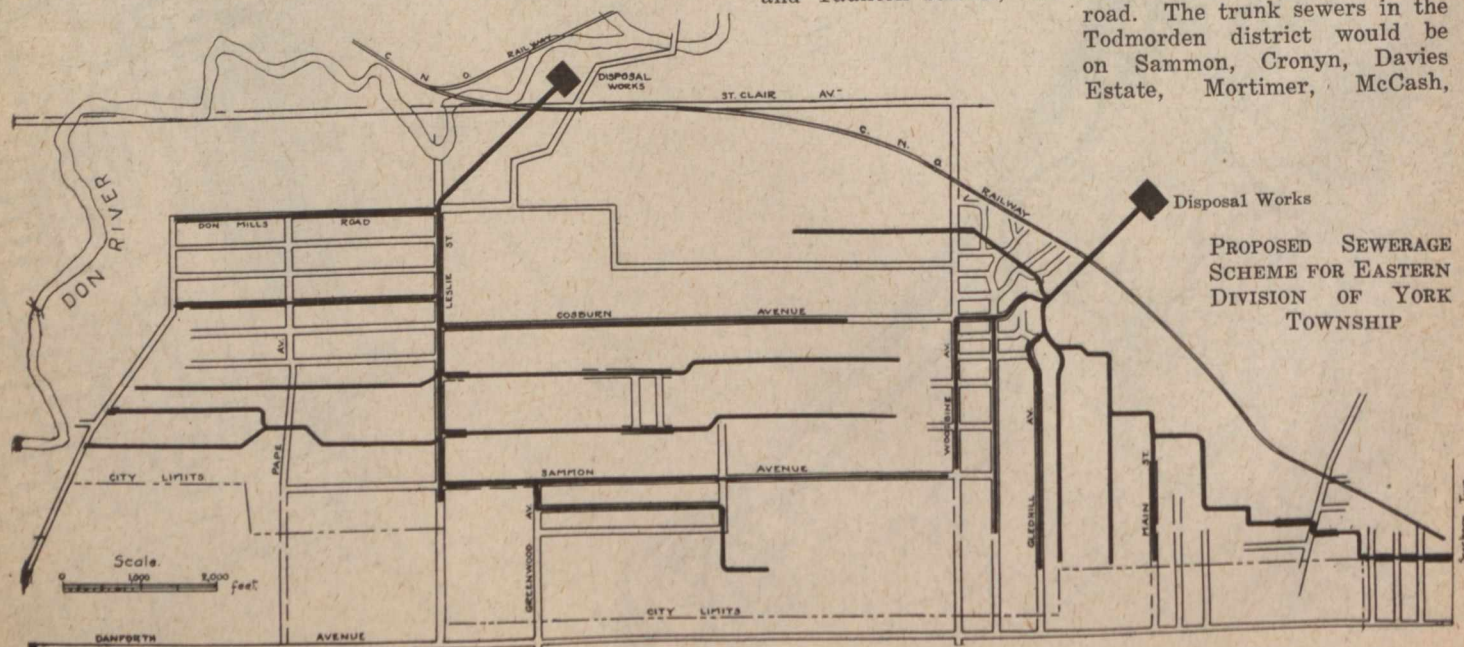 road. The trunk sewers in the
Todmorden district would be
on Sammon, Cronyn, Davies
Estate, Mortimer, McCash,
C. N. O. RAILWAY
DISPOSAL
WORKS
ST. CLAIR AV.
C. N. O. RAILWAY
DON RIVER
DON MILLS ROAD
LESLIE ST
Disposal Works
PROPOSED SEWERAGE
SCHEME FOR EASTERN
DIVISION OF YORK
TOWNSHIP
COSBURN AVENUE
PAPE AV.
WOODBINE AV.
GLEDHILL AV.
MAIN ST.
CITY LIMITS
SAMMON AVENUE
GREENWOOD AV.
Scale.
0 1,000 2,000 feet
CITY LIMITS
DANFORTH AVENUE